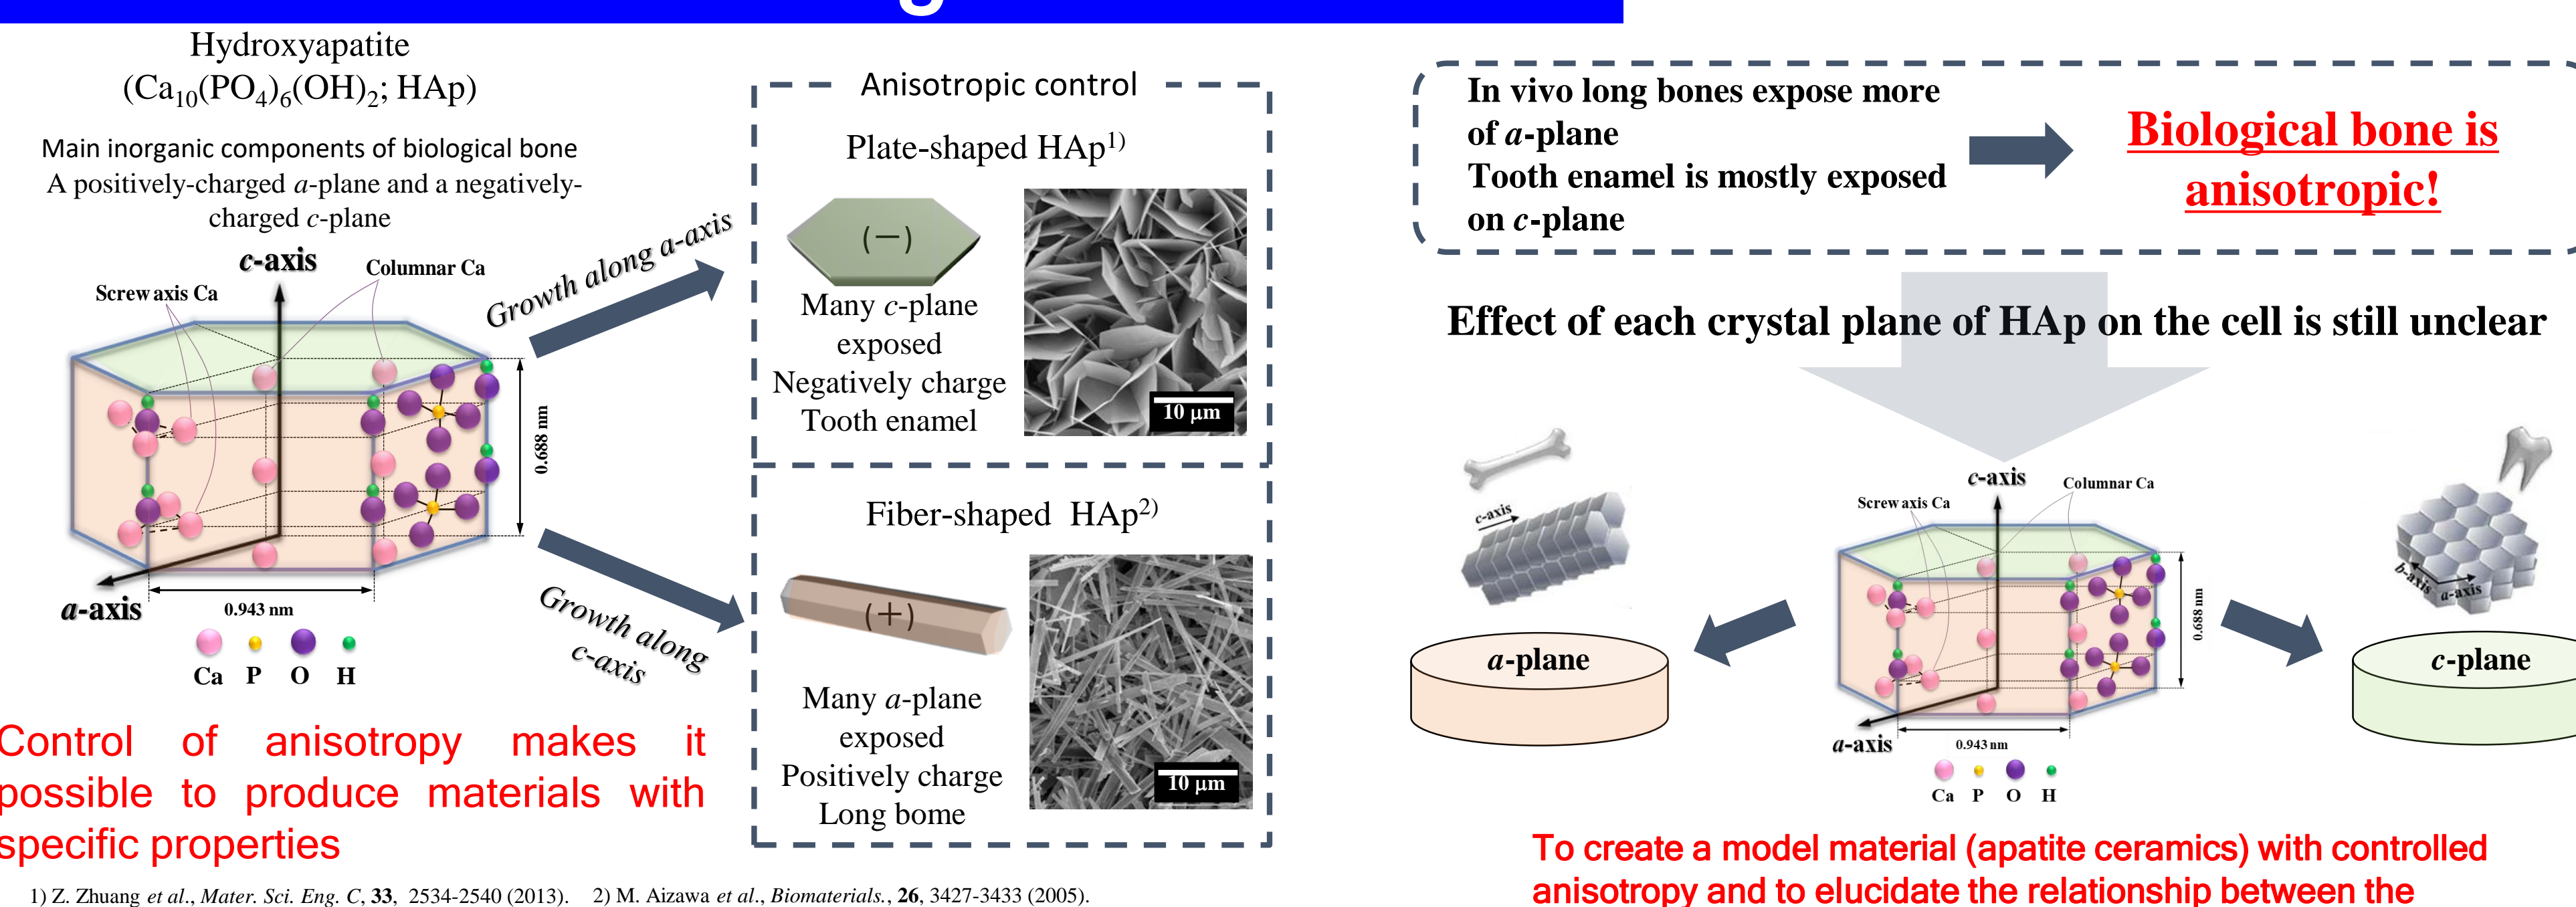 Hydroxyapatite
(Ca10(PO4)6(OH)2; HAp)
Main inorganic components of biological bone
A positively-charged a-plane and a negatively-
charged c-plane
c-axis
Columnar Ca
Screw axis Ca
0.688 nm
a-axis
0.943 nm
Ca P O H
Growth along a-axis
Growth along
c-axis
Control of anisotropy makes it
possible to produce materials with
specific properties
Anisotropic control
Plate-shaped HAp1)
(−)
Many c-plane
exposed
Negatively charge
Tooth enamel
10 μm
Fiber-shaped HAp2)
(+)
Many a-plane
exposed
Positively charge
Long bome
10 μm
1) Z. Zhuang et al., Mater. Sci. Eng. C, 33, 2534-2540 (2013). 2) M. Aizawa et al., Biomaterials., 26, 3427-3433 (2005).
In vivo long bones expose more
of a-plane
Tooth enamel is mostly exposed
on c-plane
Biological bone is
anisotropic!
Effect of each crystal plane of HAp on the cell is still unclear
c-axis
a-plane
c-axis
Columnar Ca
Screw axis Ca
0.688 nm
a-axis
0.943 nm
Ca P O H
b-axis
a-axis
c-plane
To create a model material (apatite ceramics) with controlled
anisotropy and to elucidate the relationship between the